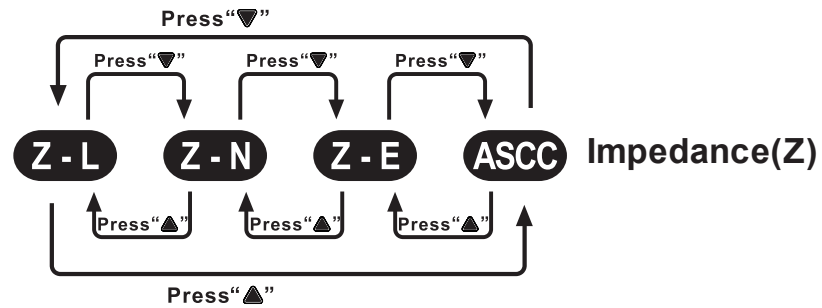 Press“▼”
Press“▼” Press“▼” Press“▼”
Z - L Z - N Z - E ASCC Impedance(Z)
Press“▲” Press“▲” Press“▲”
Press“▲”